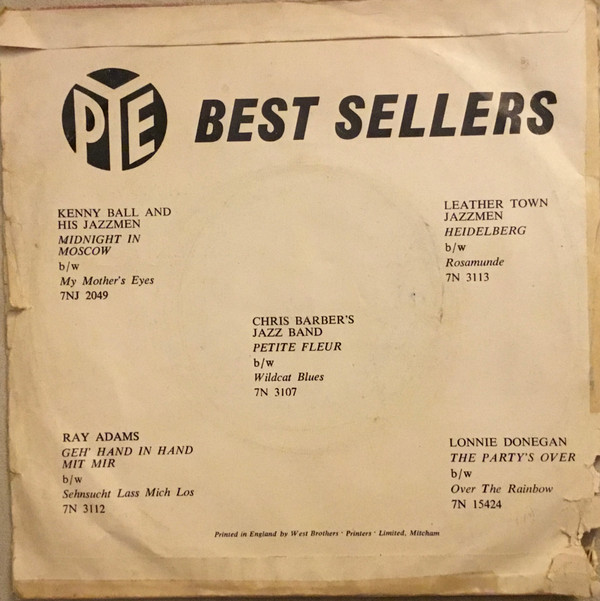 PYE
BEST SELLERS
KENNY BALL AND
HIS JAZZMEN
MIDNIGHT IN
MOSCOW
b/w
My Mother's Eyes
7NJ 2049
LEATHER TOWN
JAZZMEN
HEIDELBERG
b/w
Rosamunde
7N 3113
CHRIS BARBER'S
JAZZ BAND
PETITE FLEUR
b/w
Wildcat Blues
7N 3107
RAY ADAMS
GEH' HAND IN HAND
MIT MIR
b/w
Sehnsucht Lass Mich Los
7N 3112
LONNIE DONEGAN
THE PARTY'S OVER
b/w
Over The Rainbow
7N 15424
Printed in England by West Brothers · Printers · Limited, Mitcham